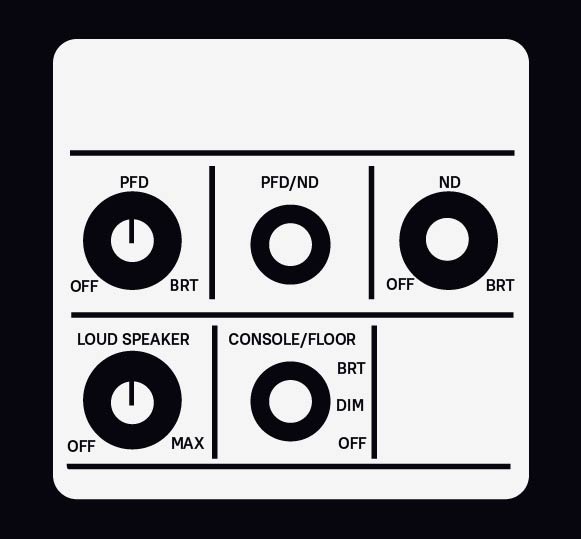 PFD
PFD/ND
ND
OFF
BRT
OFF
BRT
LOUD SPEAKER
CONSOLE/FLOOR
BRT
DIM
OFF
MAX
OFF